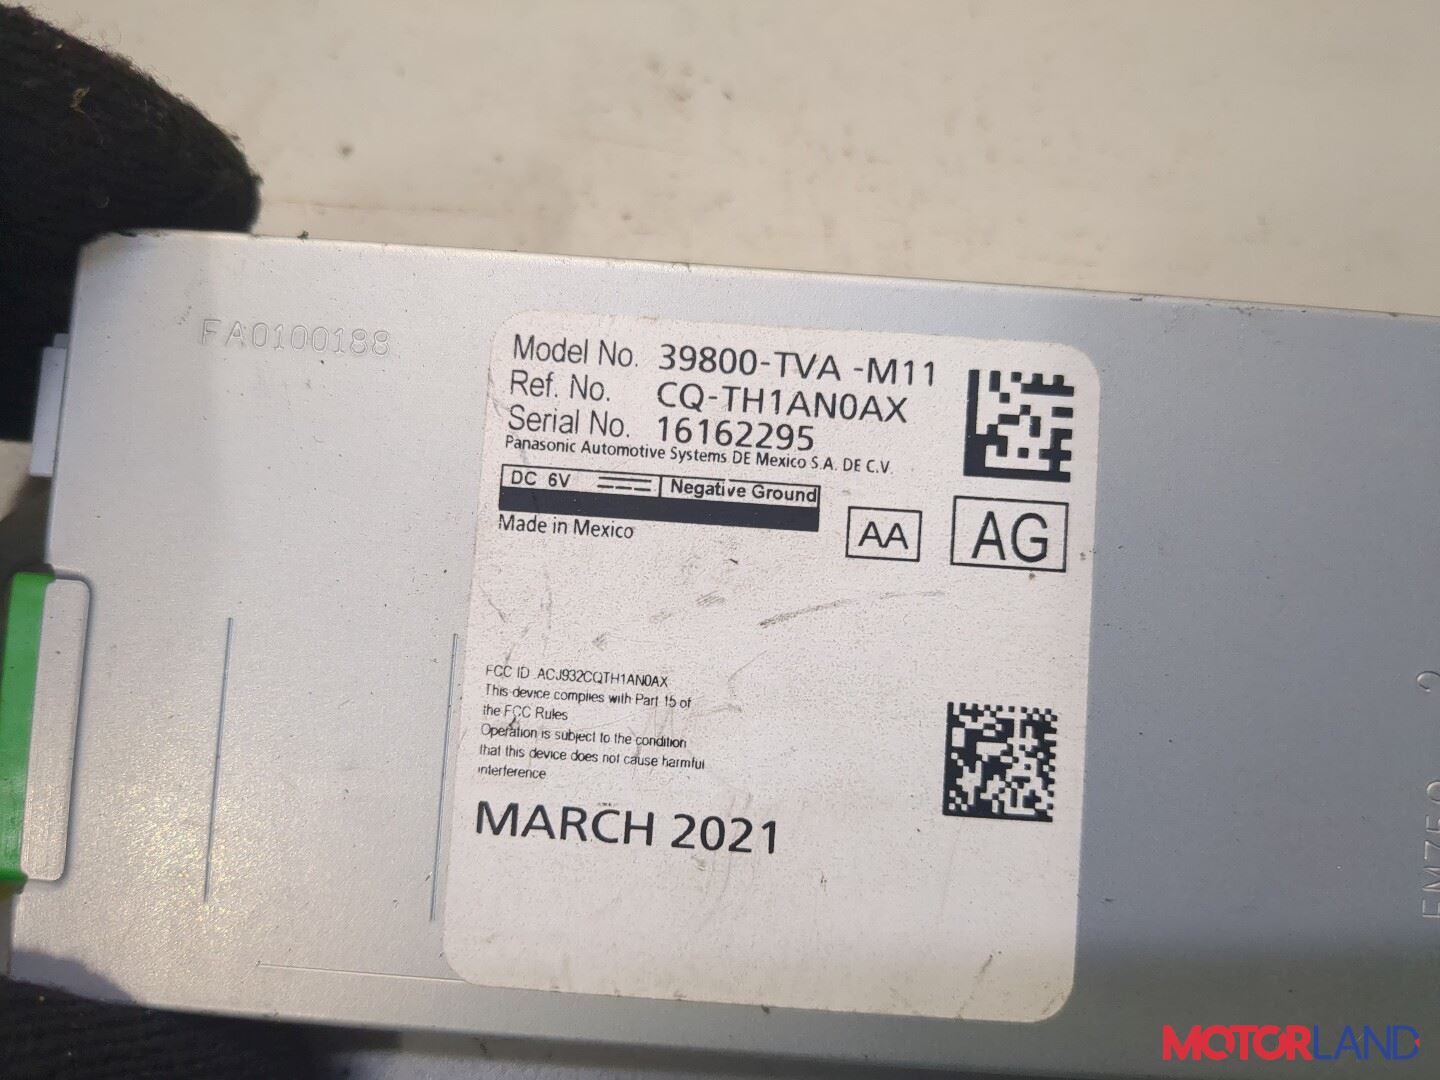 FA0100188
Model No. 39800-TVA -M11
Ref. No. CQ-TH1AN0AX
Serial No. 16162295
Panasonic Automotive Systems DE Mexico S.A. DE C.V.
DC 6V Negative Ground
Made in Mexico
AA
AG
FCC ID ACJ932CQTH1AN0AX
This device complies with Part 15 of
the FCC Rules
Operation is subject to the condition
that this device does not cause harmful
interference
MARCH 2021
MOTORLAND